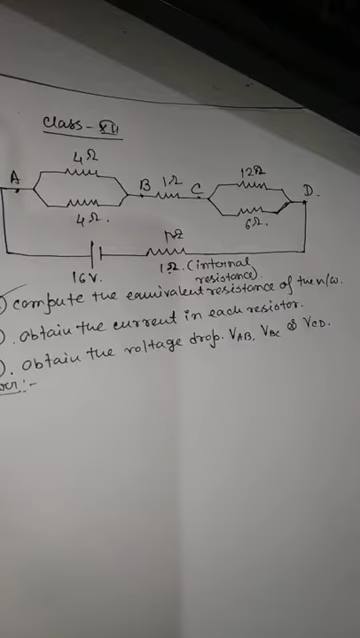 class-XII
4Ω
12Ω
A
B
1Ω
C
D.
4Ω.
6Ω.
16V.
1Ω. (internal
resistance).
) compute the equivalent resistance of the n/w.
). obtain the current in each resistor.
). obtain the voltage drop. VAB, VBC & VCD.
:-